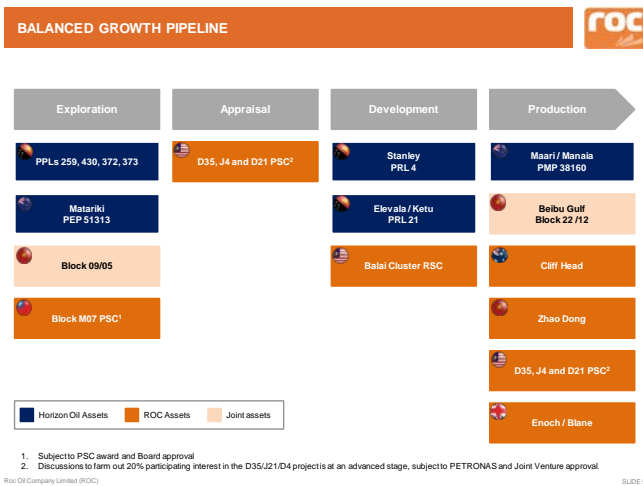 BALANCED GROWTH PIPELINE
roc
Exploration
Appraisal
Development
Production
PPLs 259, 430, 372, 373
D35, J4 and D21 PSC²
Stanley
PRL 4
Maari / Manaia
PMP 38160
Matariki
PEP 51313
Elevala / Ketu
PRL 21
Beibu Gulf
Block 22 /12
Block 09/05
Balai Cluster RSC
Cliff Head
Block M07 PSC¹
Zhao Dong
D35, J4 and D21 PSC²
Enoch / Blane
Horizon Oil Assets
ROC Assets
Joint assets
1. Subject to PSC award and Board approval
2. Discussions to farm out 20% participating interest in the D35/J21/D4 project is at an advanced stage, subject to PETRONAS and Joint Venture approval.
Roc Oil Company Limited (ROC)
SLIDE